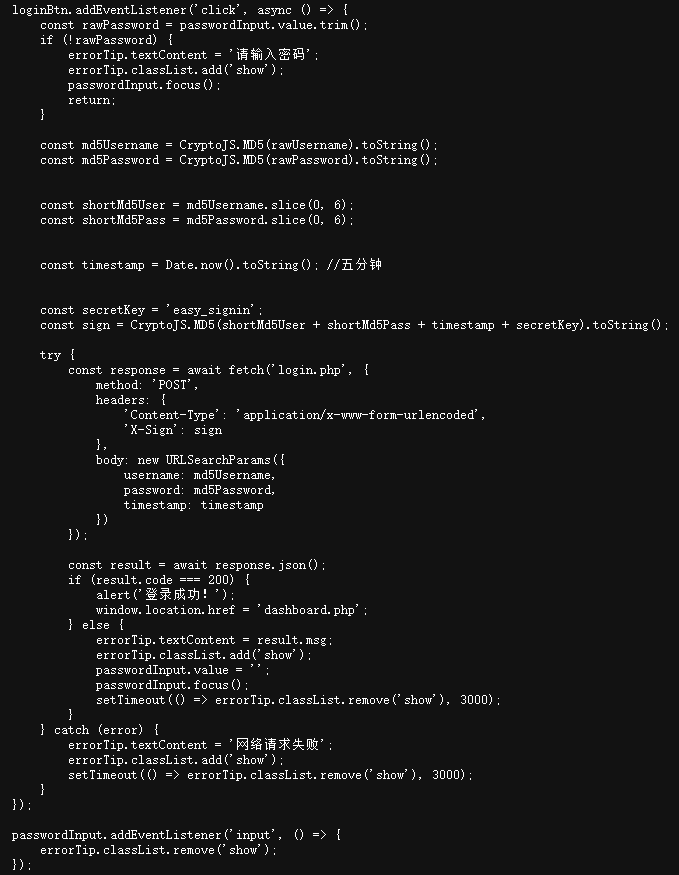 loginBtn.addEventListener('click', async () => {
    const rawPassword = passwordInput.value.trim();
    if (!rawPassword) {
        errorTip.textContent = '请输入密码';
        errorTip.classList.add('show');
        passwordInput.focus();
        return;
    }
    const md5Username = CryptoJS.MD5(rawUsername).toString();
    const md5Password = CryptoJS.MD5(rawPassword).toString();
    const shortMd5User = md5Username.slice(0, 6);
    const shortMd5Pass = md5Password.slice(0, 6);
    const timestamp = Date.now().toString(); //五分钟
    const secretKey = 'easy_signin';
    const sign = CryptoJS.MD5(shortMd5User + shortMd5Pass + timestamp + secretKey).toString();
    try {
        const response = await fetch('login.php', {
            method: 'POST',
            headers: {
                'Content-Type': 'application/x-www-form-urlencoded',
                'X-Sign': sign
            },
            body: new URLSearchParams({
                username: md5Username,
                password: md5Password,
                timestamp: timestamp
            })
        });
        const result = await response.json();
        if (result.code === 200) {
            alert('登录成功！');
            window.location.href = 'dashboard.php';
        } else {
            errorTip.textContent = result.msg;
            errorTip.classList.add('show');
            passwordInput.value = '';
            passwordInput.focus();
            setTimeout(() => errorTip.classList.remove('show'), 3000);
        }
    } catch (error) {
        errorTip.textContent = '网络请求失败';
        errorTip.classList.add('show');
        setTimeout(() => errorTip.classList.remove('show'), 3000);
    }
});
passwordInput.addEventListener('input', () => {
    errorTip.classList.remove('show');
});